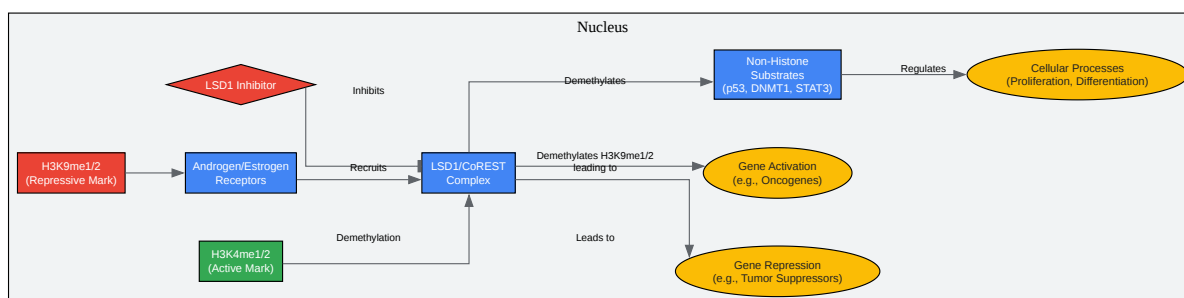 Nucleus
LSD1 Inhibitor
Inhibits
Demethylates
Non-Histone
Substrates
(p53, DNMT1, STAT3)
Regulates
Cellular Processes
(Proliferation, Differentiation)
H3K9me1/2
(Repressive Mark)
Androgen/Estrogen
Receptors
Recruits
LSD1/CoREST
Complex
Demethylates H3K9me1/2
leading to
Gene Activation
(e.g., Oncogenes)
H3K4me1/2
(Active Mark)
Demethylation
Leads to
Gene Repression
(e.g., Tumor Suppressors)